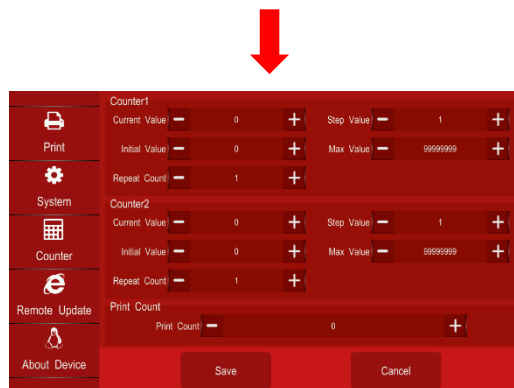 Counter1
Current Value 0 Step Value 1
Print
Initial Value 0 Max Value 99999999
Repeat Count 1
System
Counter2
Current Value 0 Step Value 1
Counter
Initial Value 0 Max Value 99999999
Repeat Count 1
Remote Update
Print Count
Print Count 0
About Device
Save Cancel